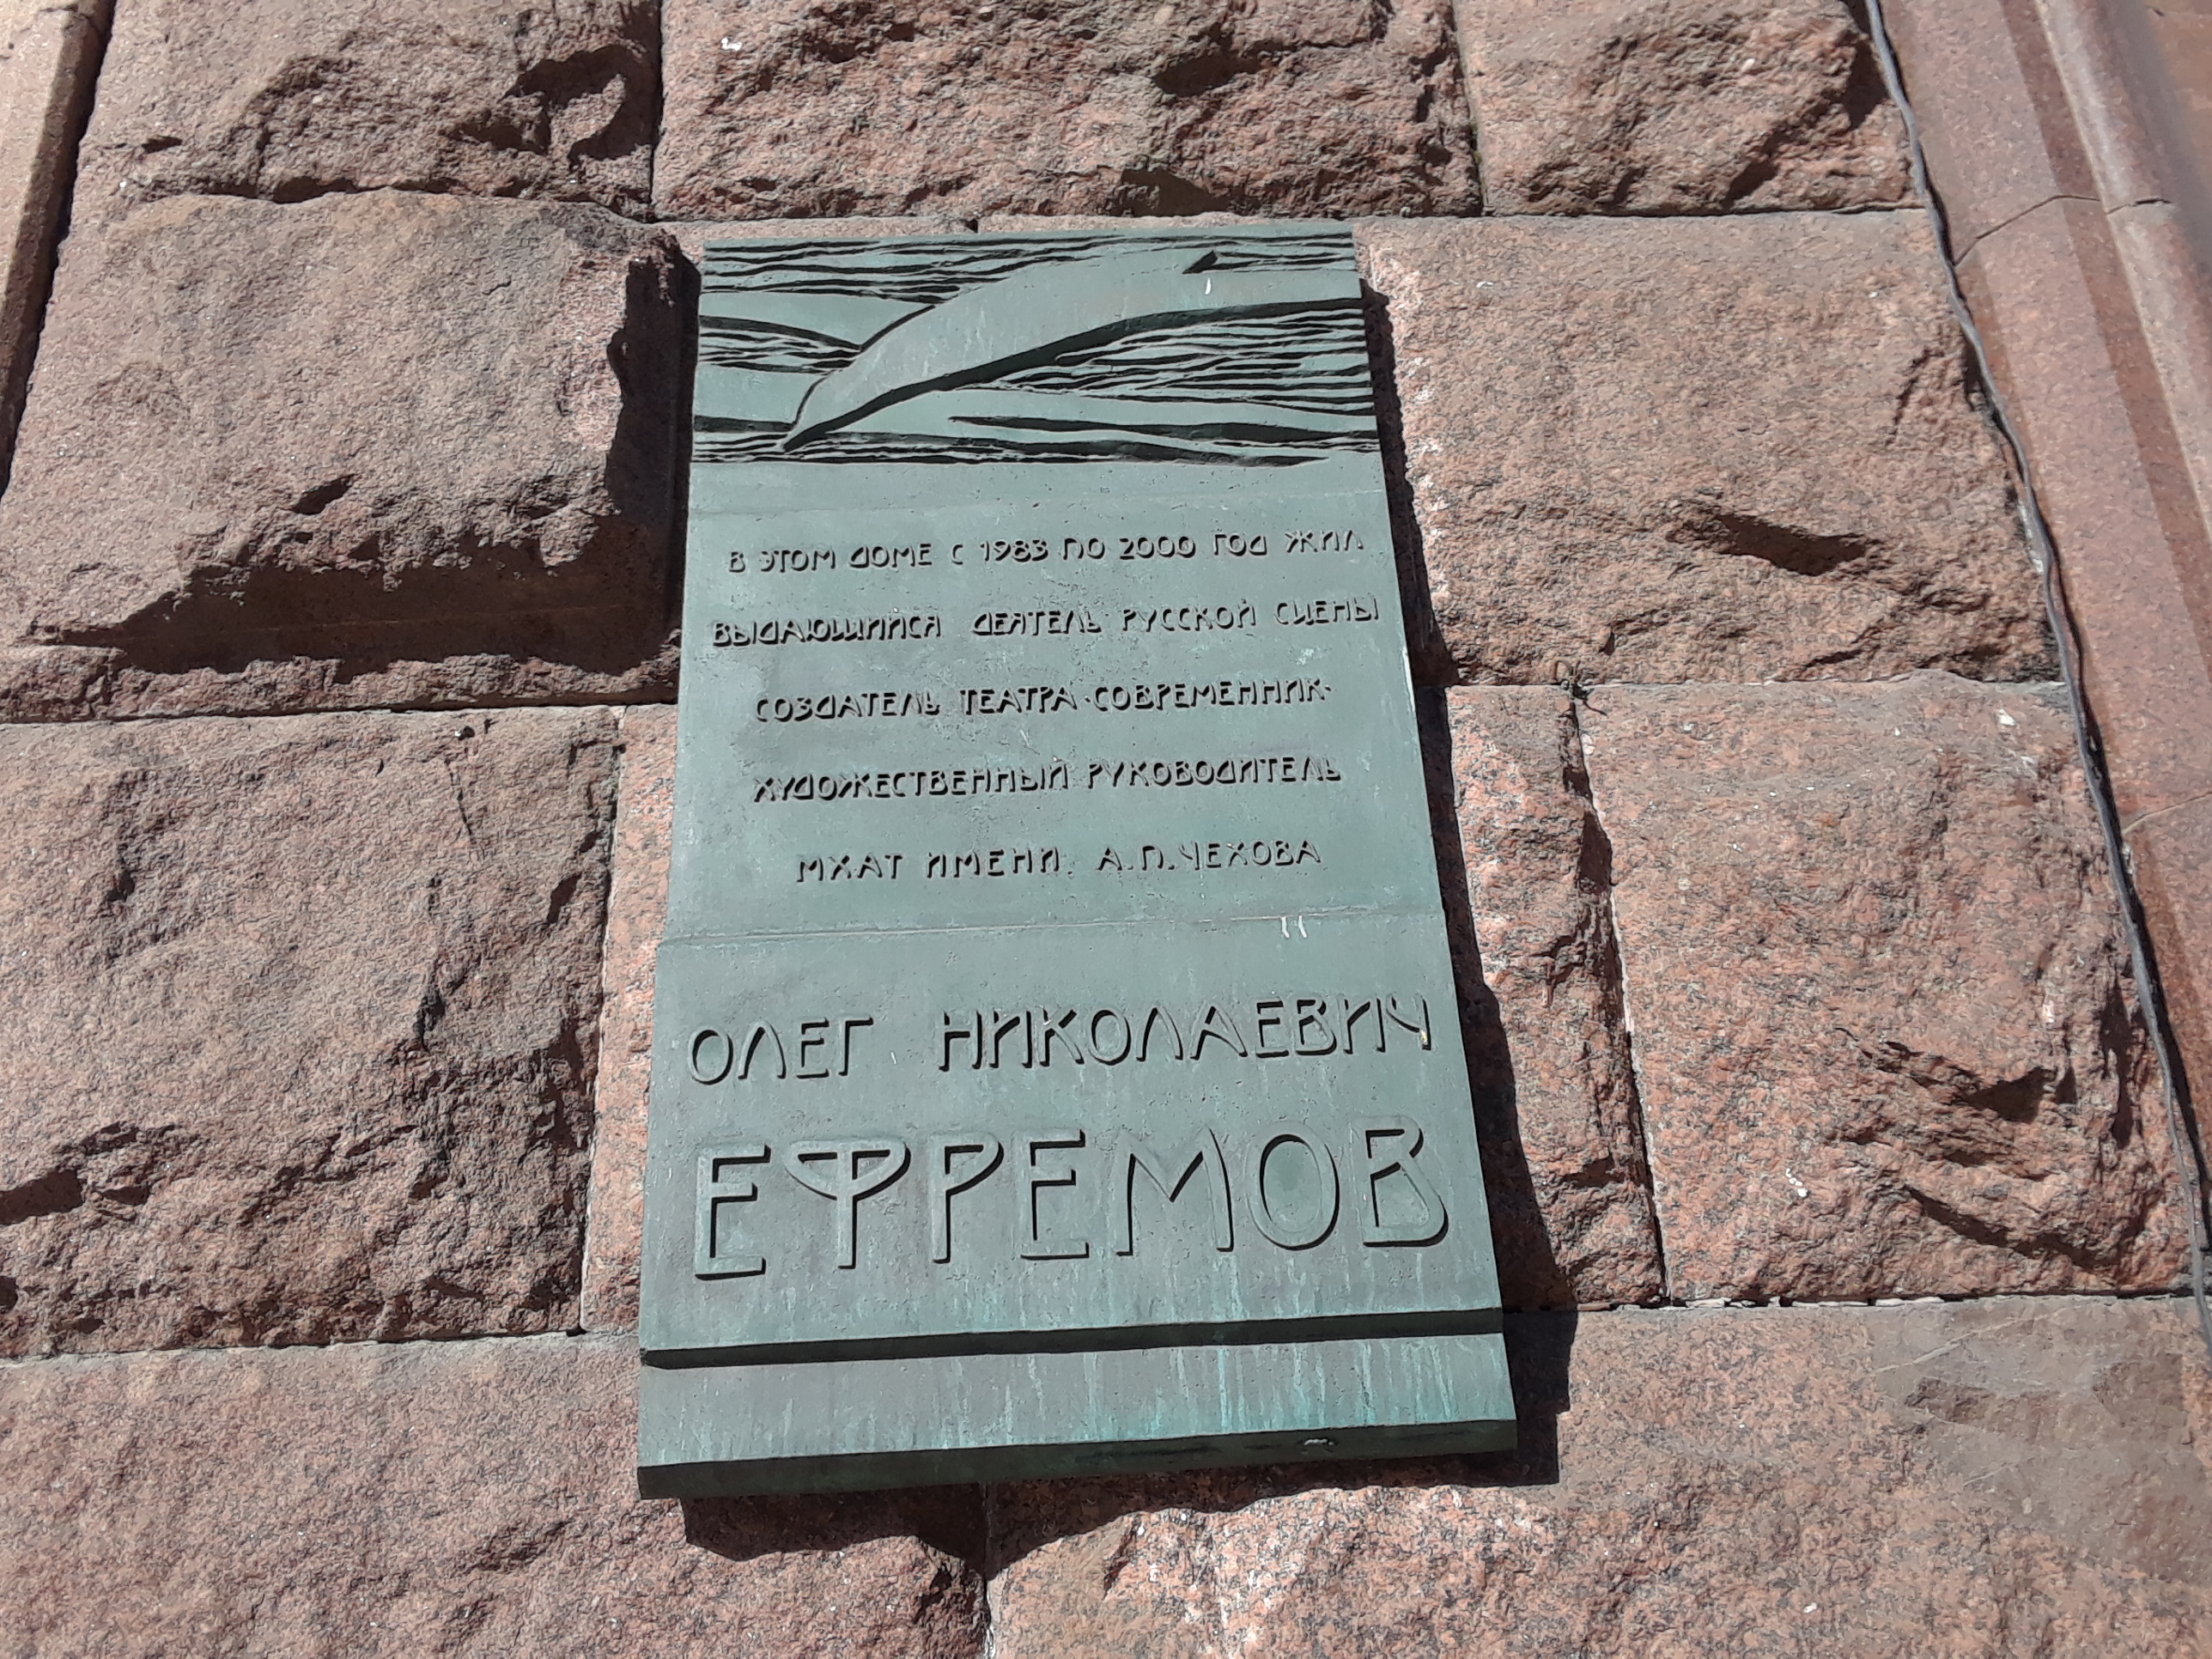 В ЭТОМ ДОМЕ С 1983 ПО 2000 ГОД ЖИЛ
ВЫДАЮЩИЙСЯ ДЕЯТЕЛЬ РУССКОЙ СЦЕНЫ
СОЗДАТЕЛЬ ТЕАТРА ·СОВРЕМЕННИК·
ХУДОЖЕСТВЕННЫЙ РУКОВОДИТЕЛЬ
МХАТ ИМЕНИ А.П.ЧЕХОВА
ОЛЕГ НИКОЛАЕВИЧ
ЕФРЕМОВ